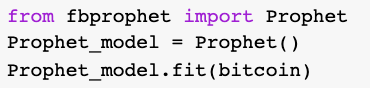 from fbprophet import Prophet
Prophet_model = Prophet()
Prophet_model.fit(bitcoin)